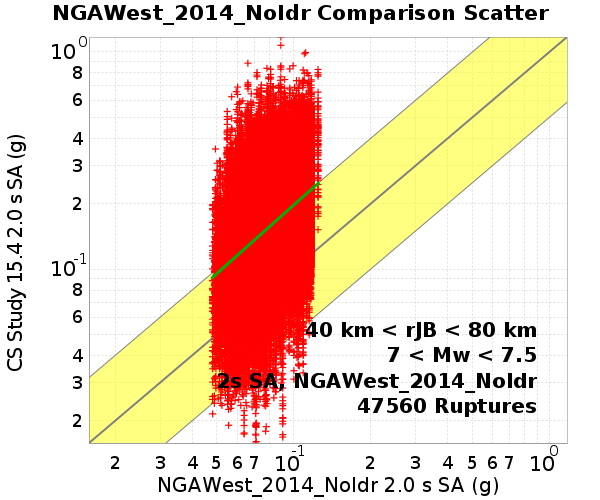 NGAWest_2014_NoIdr Comparison Scatter
CS Study 15.4 2.0 s SA (g)
10^0
8
6
4
3
2
10^-1
8
6
4
3
2
40 km < rJB < 80 km
7 < Mw < 7.5
2s SA, NGAWest_2014_NoIdr
47560 Ruptures
2 3 4 5 6 7 10^-1 2 3 4 5 6 7 10^0
NGAWest_2014_NoIdr 2.0 s SA (g)